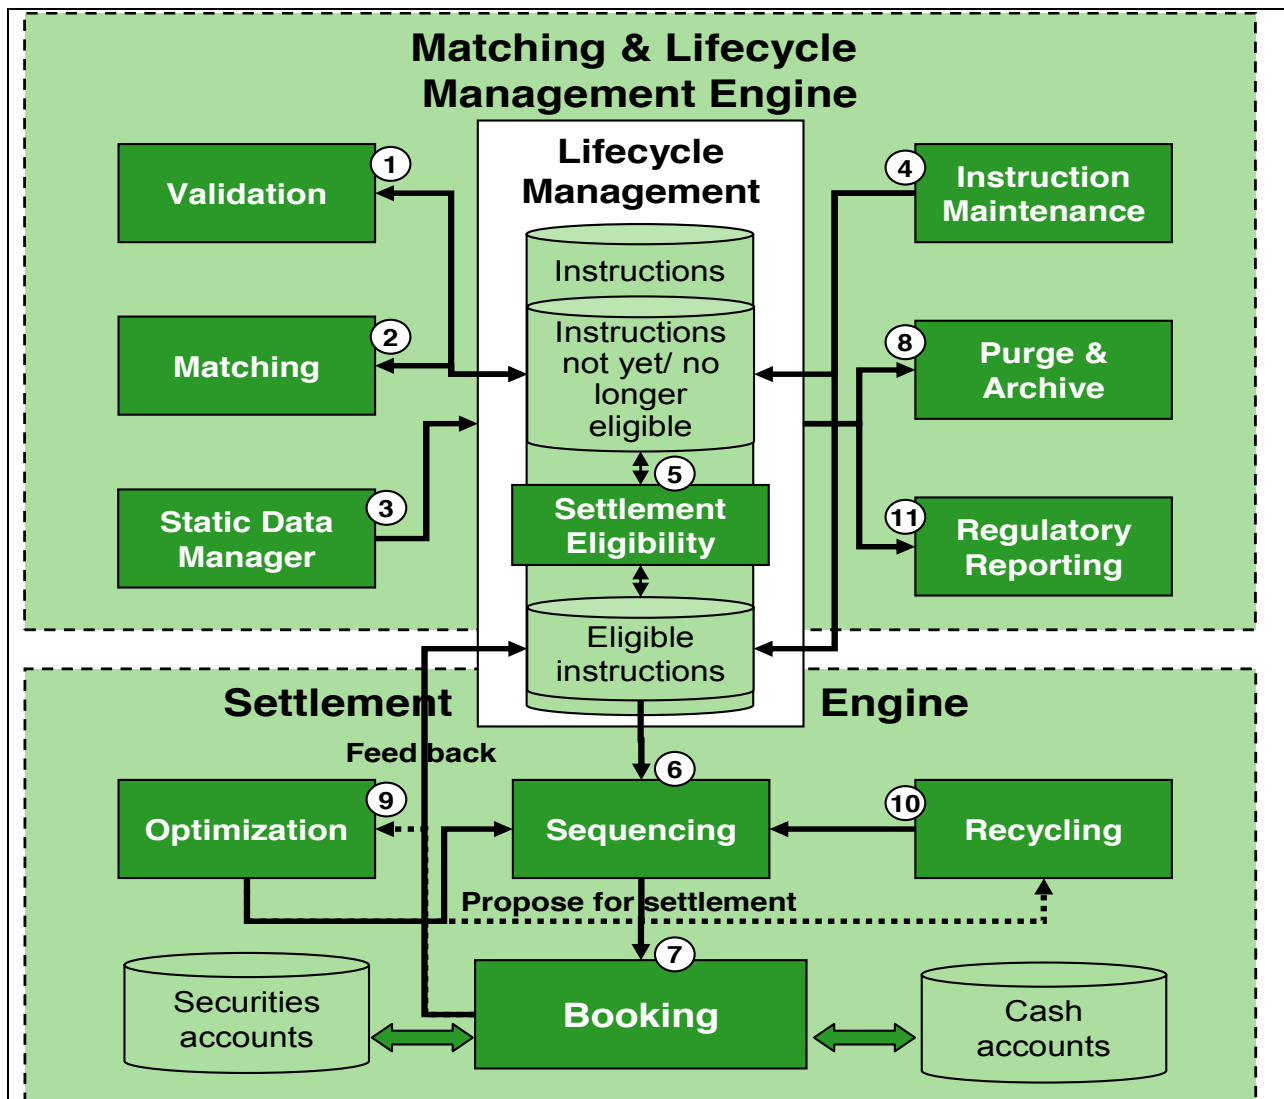 Matching & Lifecycle
Management Engine
Lifecycle
Management
1
Validation
4
Instruction
Maintenance
Instructions
2
Matching
Instructions
not yet/ no
longer
eligible
8
Purge &
Archive
3
Static Data
Manager
5
Settlement
Eligibility
11
Regulatory
Reporting
Eligible
instructions
Settlement Engine
Feed back
9
Optimization
6
Sequencing
10
Recycling
Propose for settlement
7
Booking
Securities
accounts
Cash
accounts